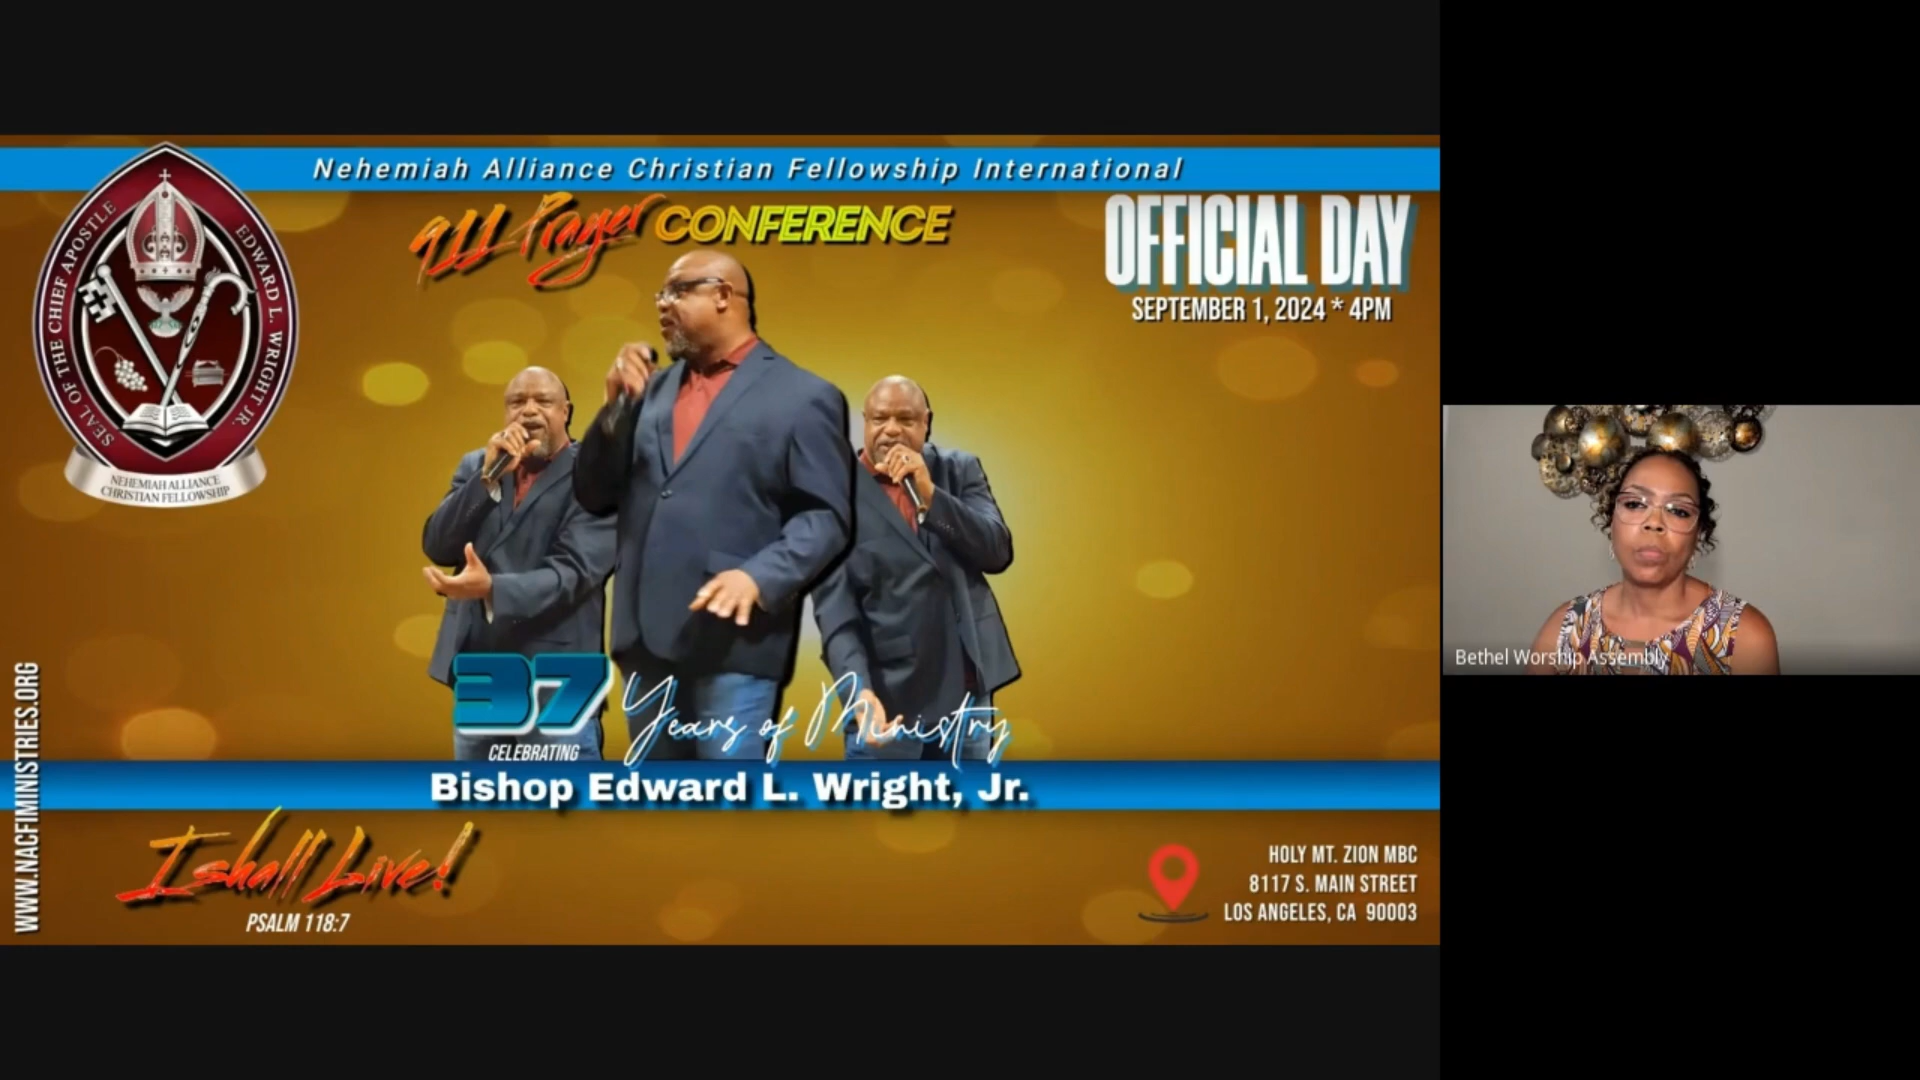 Nehemiah Alliance Christian Fellowship International
911 Prayer CONFERENCE
OFFICIAL DAY
SEPTEMBER 1, 2024 * 4PM
SEAL OF THE CHIEF APOSTLE
EDWARD L. WRIGHT JR.
NEHEMIAH ALLIANCE
CHRISTIAN FELLOWSHIP
37 Years of Ministry
CELEBRATING
Bishop Edward L. Wright, Jr.
I shall Live!
PSALM 118:7
WWW.NACFIMINISTRIES.ORG
HOLY MT. ZION MBC
8117 S. MAIN STREET
LOS ANGELES, CA 90003
Bethel Worship Assembly